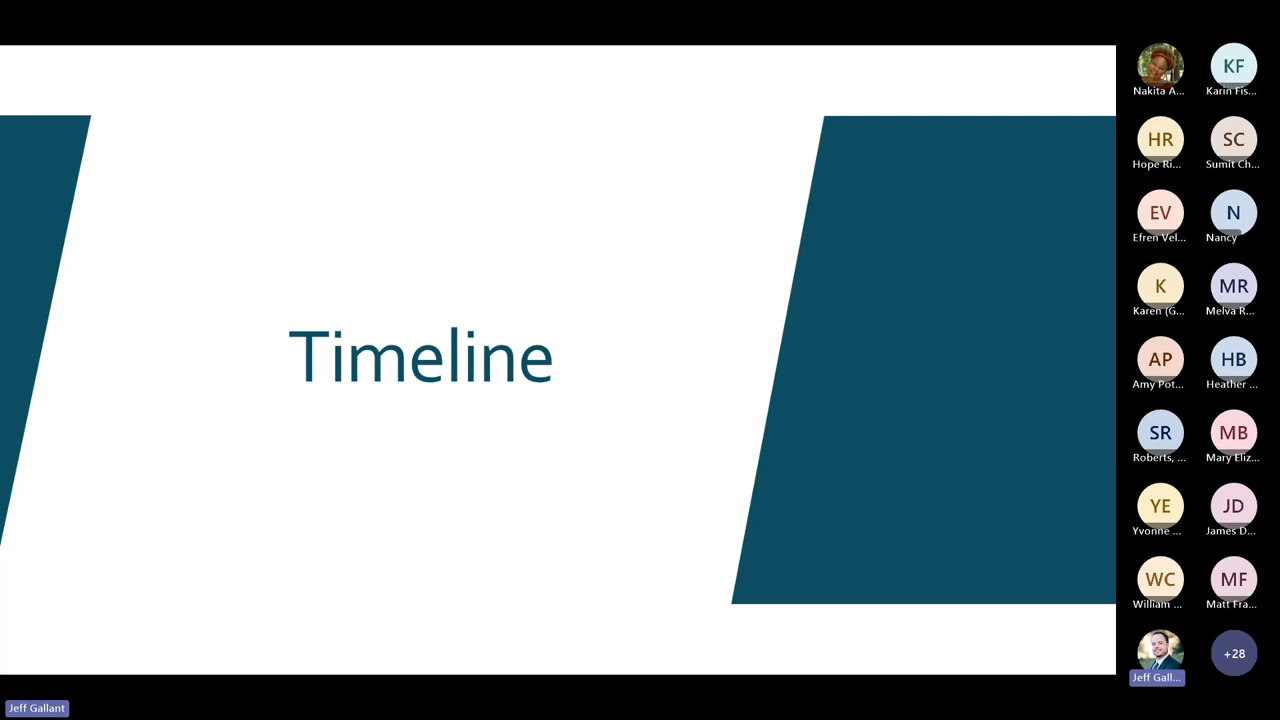 Timeline
Nakita A...
KF
Karin Fis...
HR
Hope Ri...
SC
Sumit Ch...
EV
Efren Vel...
N
Nancy
K
Karen (G...
MR
Melva R...
AP
Amy Pot...
HB
Heather ...
SR
Roberts, ...
MB
Mary Eliz...
YE
Yvonne ...
JD
James D...
WC
William ...
MF
Matt Fra...
Jeff Gall...
+28
Jeff Gallant